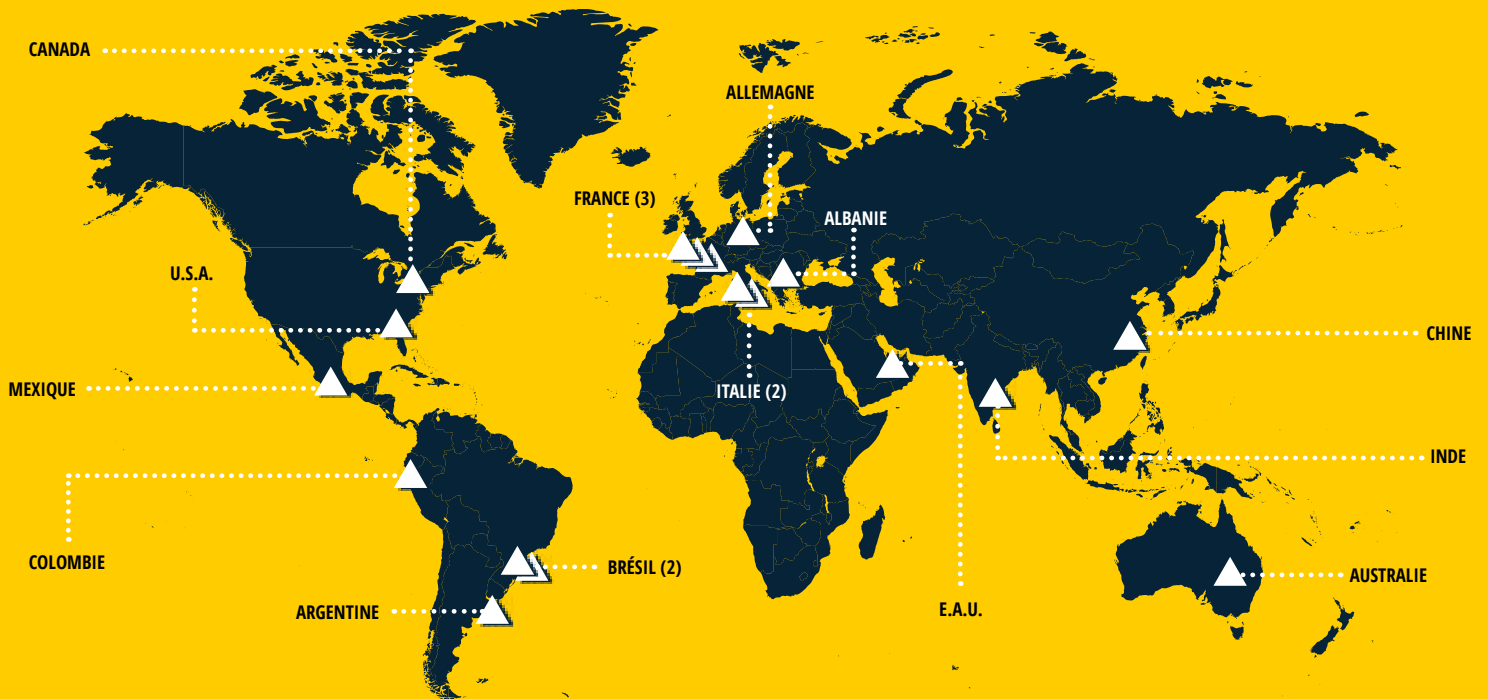 CANADA
ALLEMAGNE
FRANCE (3)
ALBANIE
U.S.A.
CHINE
MEXIQUE
ITALIE (2)
INDE
COLOMBIE
BRÉSIL (2)
AUSTRALIE
E.A.U.
ARGENTINE